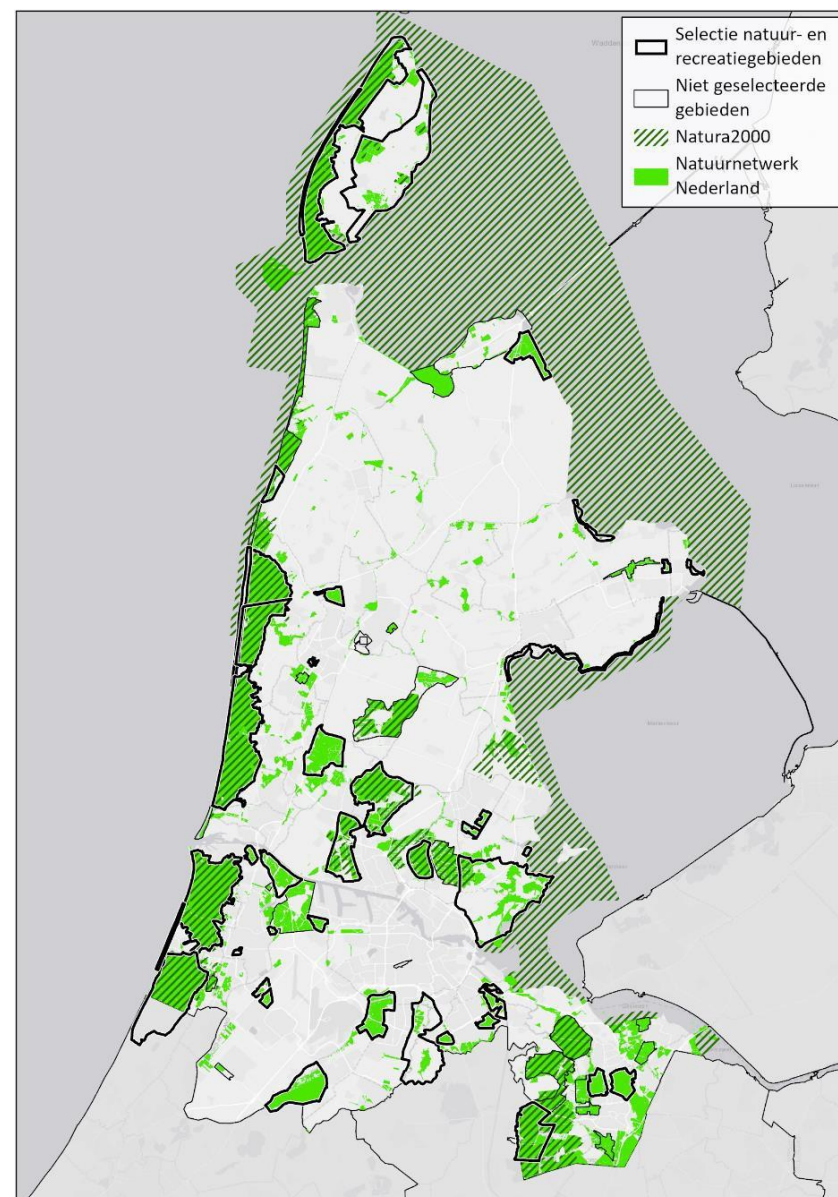 Selectie natuur- en
recreatiegebieden
Niet geselecteerde
gebieden
Natura2000
Natuurnetwerk
Nederland